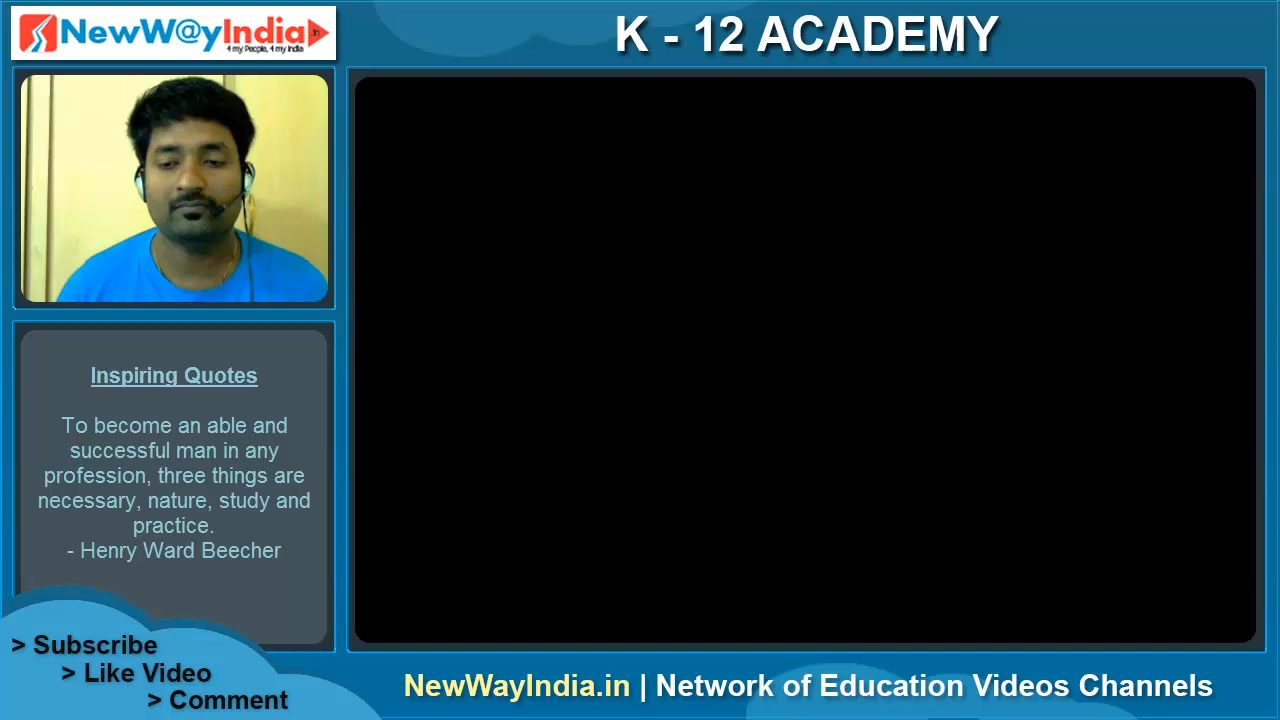 NewW@yIndia.in
4 my People, 4 my India
K - 12 ACADEMY
Inspiring Quotes
To become an able and
successful man in any
profession, three things are
necessary, nature, study and
practice.
- Henry Ward Beecher
> Subscribe
> Like Video
> Comment
NewWayIndia.in | Network of Education Videos Channels